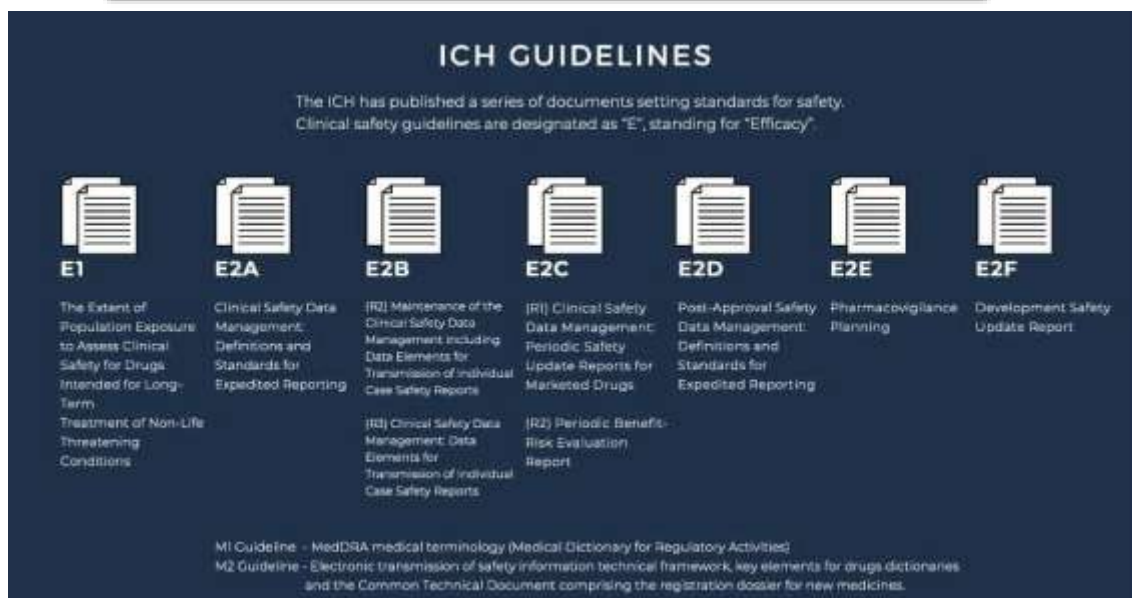 ICH GUIDELINES
The ICH has published a series of documents setting standards for safety.
Clinical safety guidelines are designated as "E", standing for "Efficacy".
E1
The Extent of
Population Exposure
to Assess Clinical
Safety for Drugs
Intended for Long-
Term
Treatment of Non-Life
Threatening
Conditions
E2A
Clinical Safety Data
Management:
Definitions and
Standards for
Expedited Reporting
E2B
(R2) Maintenance of the
Clinical Safety Data
Management including
Data Elements for
Transmission of Individual
Case Safety Reports
(R3) Clinical Safety Data
Management: Data
Elements for
Transmission of Individual
Case Safety Reports
E2C
(R1) Clinical Safety
Data Management:
Periodic Safety
Update Reports for
Marketed Drugs
(R2) Periodic Benefit-
Risk Evaluation
Report
E2D
Post-Approval Safety
Data Management:
Definitions and
Standards for
Expedited Reporting
E2E
Pharmacovigilance
Planning
E2F
Development Safety
Update Report
M1 Guideline - MedDRA medical terminology (Medical Dictionary for Regulatory Activities)
M2 Guideline - Electronic transmission of safety information technical framework, key elements for drugs dictionaries
and the Common Technical Document comprising the registration dossier for new medicines.